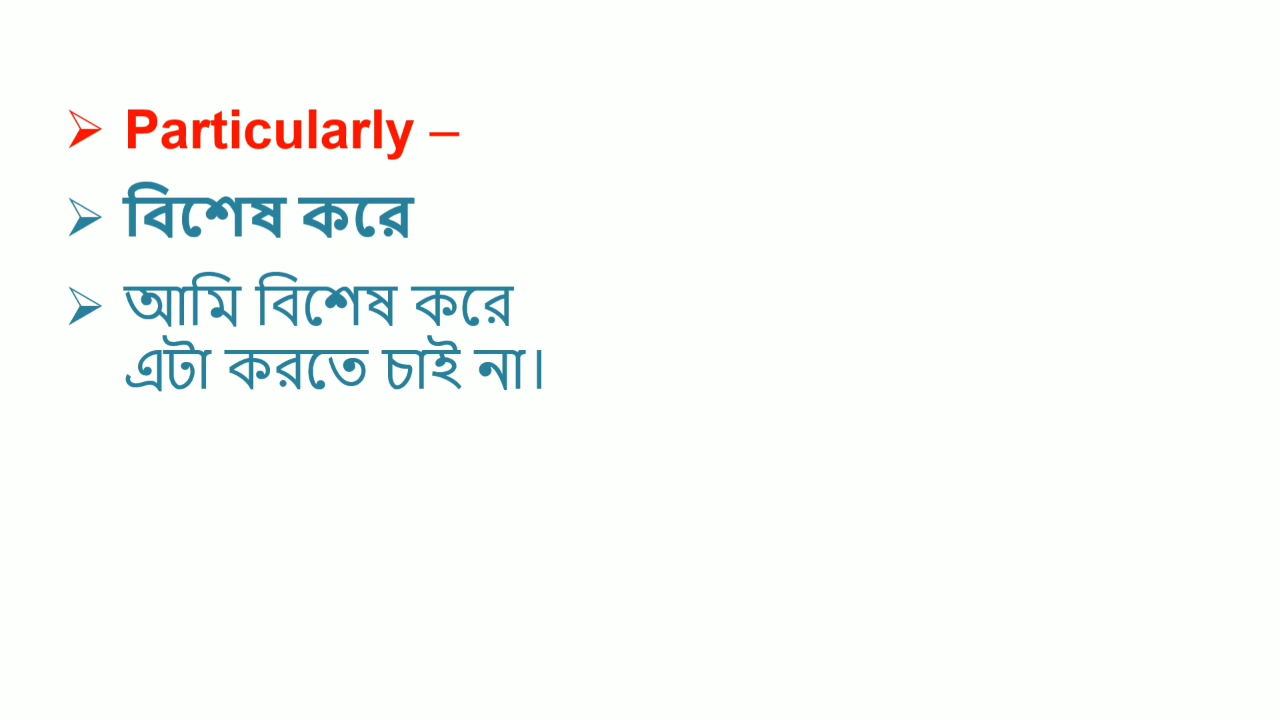 Particularly –
বিশেষ করে
আমি বিশেষ করে
এটা করতে চাই না।